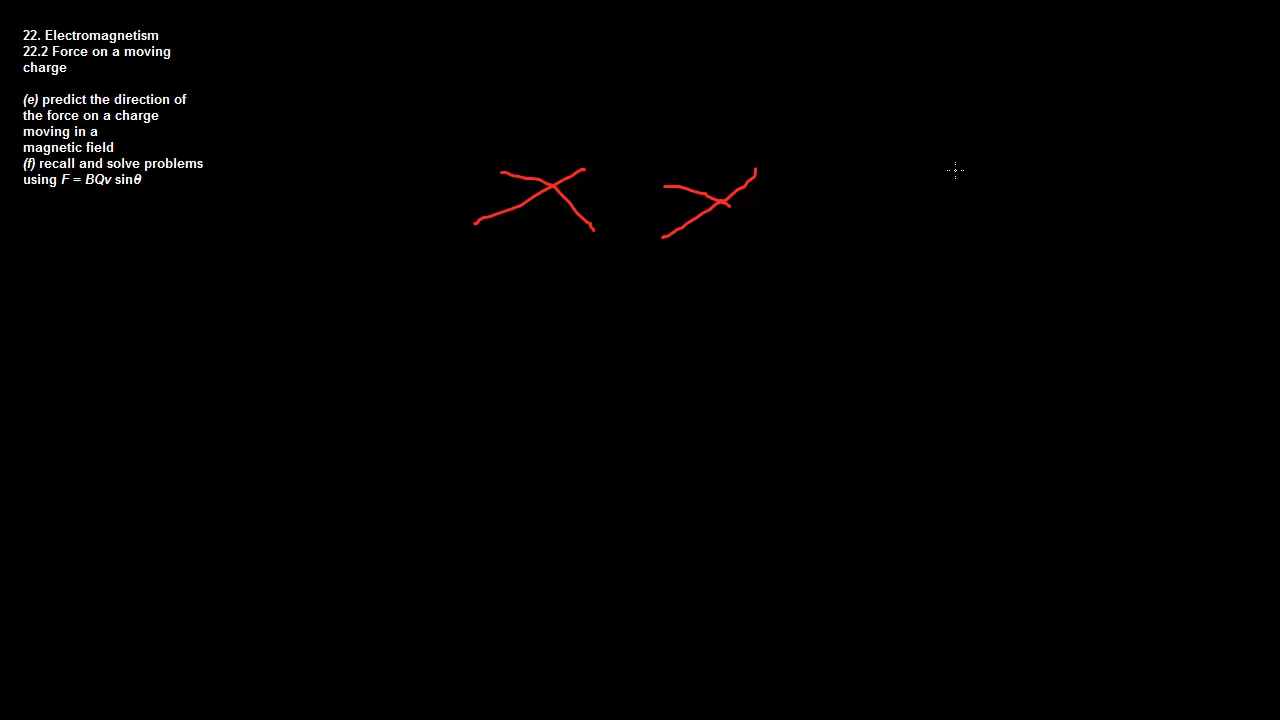 22. Electromagnetism
22.2 Force on a moving
charge
(e) predict the direction of
the force on a charge
moving in a
magnetic field
(f) recall and solve problems
using F = BQv sinθ